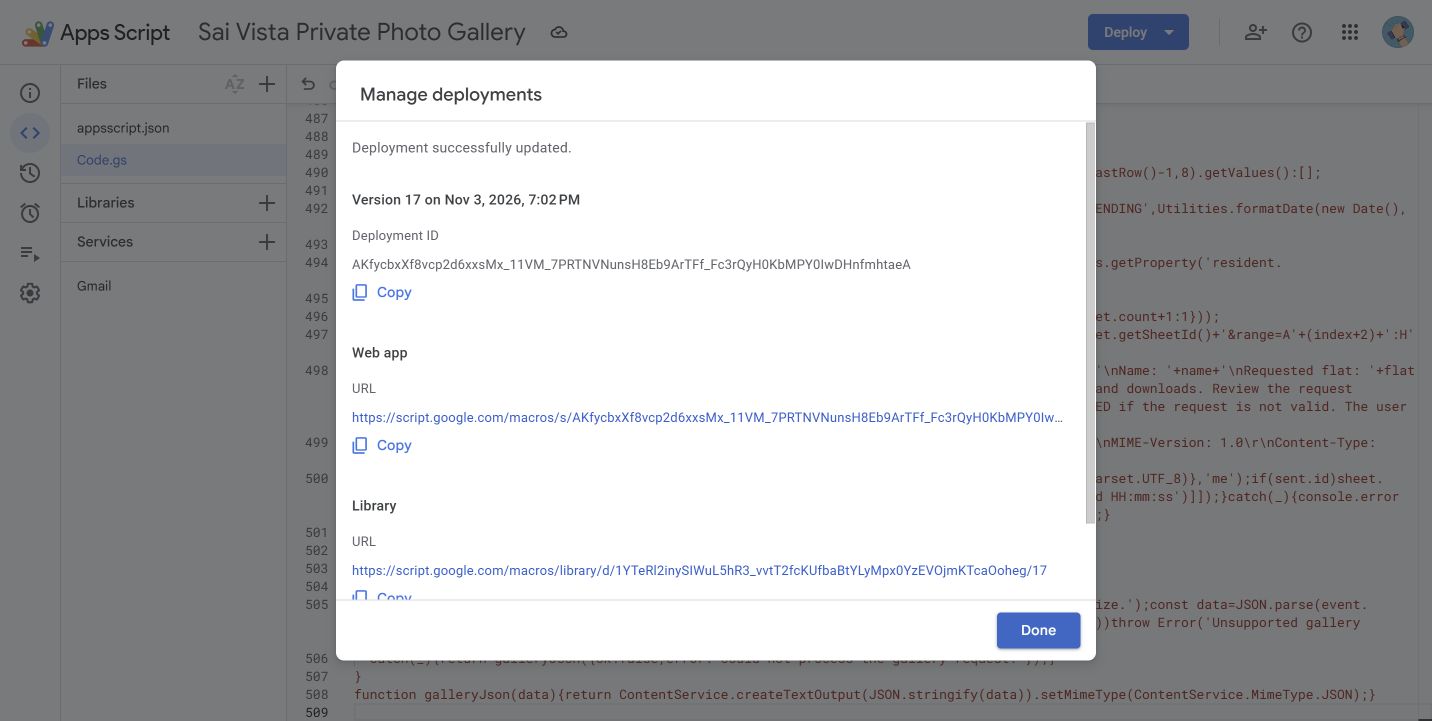 Apps Script
Sai Vista Private Photo Gallery
Deploy
Files
AZ
appsscript.json
Code.gs
Libraries
Services
Gmail
Manage deployments
Deployment successfully updated.
Version 17 on Nov 3, 2026, 7:02 PM
Deployment ID
AKfycbxXf8vcp2d6xxsMx_11VM_7PRTNVNunsH8Eb9ArTFf_Fc3rQyH0KbMPY0IwDHnfmhtaeA
Copy
Web app
URL
https://script.google.com/macros/s/AKfycbxXf8vcp2d6xxsMx_11VM_7PRTNVNunsH8Eb9ArTFf_Fc3rQyH0KbMPY0Iw…
Copy
Library
URL
https://script.google.com/macros/library/d/1YTeRl2inySIWuL5hR3_vvtT2fcKUfbaBtYLyMpx0YzEVOjmKTcaOoheg/17
Copy
Done
487
488
489
490 astRow()-1,8).getValues():[];
491
492 ENDING',Utilities.formatDate(new Date(),
493
494 s.getProperty('resident.
495
496 et.count+1:1}));
497 et.getSheetId()+'&range=A'+(index+2)+':H'
498 '\nName: '+name+'\nRequested flat: '+flat
and downloads. Review the request
ED if the request is not valid. The user
499 \nMIME-Version: 1.0\r\nContent-Type:
500 arset.UTF_8)},'me');if(sent.id)sheet.
d HH:mm:ss')]]);}catch(_){console.error
;}
501
502
503
504
505 ize.');const data=JSON.parse(event.
))throw Error('Unsupported gallery
506
507 }
508 function galleryJson(data){return ContentService.createTextOutput(JSON.stringify(data)).setMimeType(ContentService.MimeType.JSON);}
509